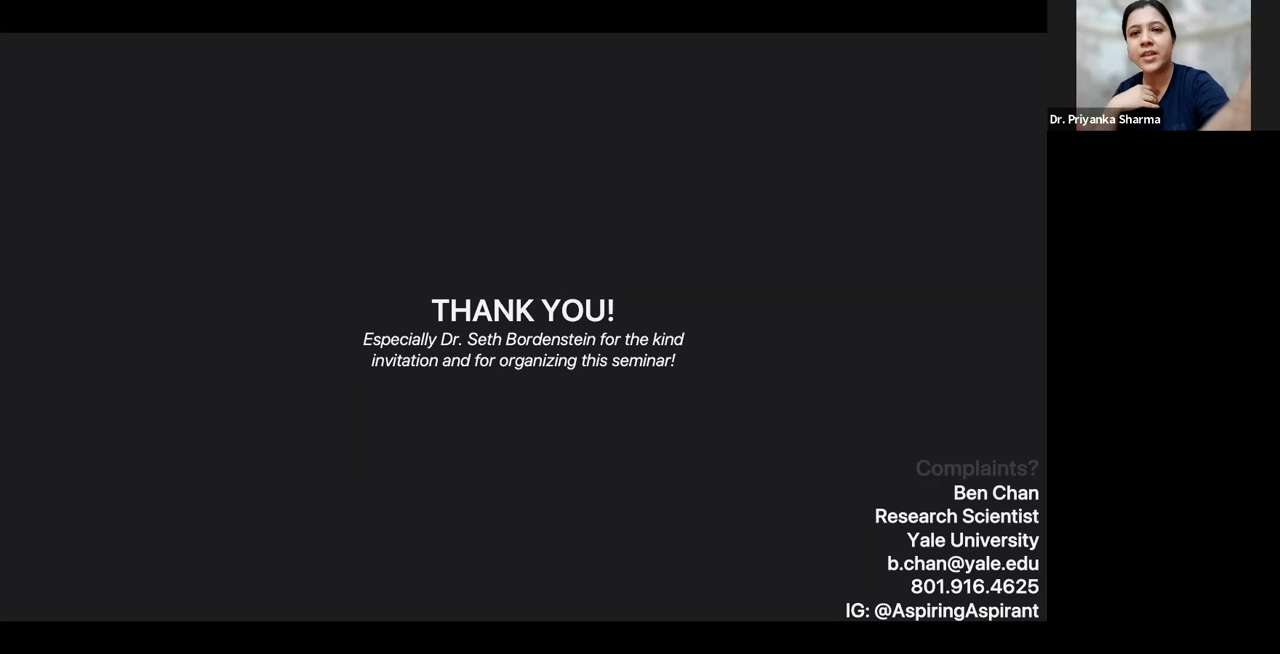 Dr. Priyanka Sharma
THANK YOU!
Especially Dr. Seth Bordenstein for the kind
invitation and for organizing this seminar!
Complaints?
Ben Chan
Research Scientist
Yale University
b.chan@yale.edu
801.916.4625
IG: @AspiringAspirant